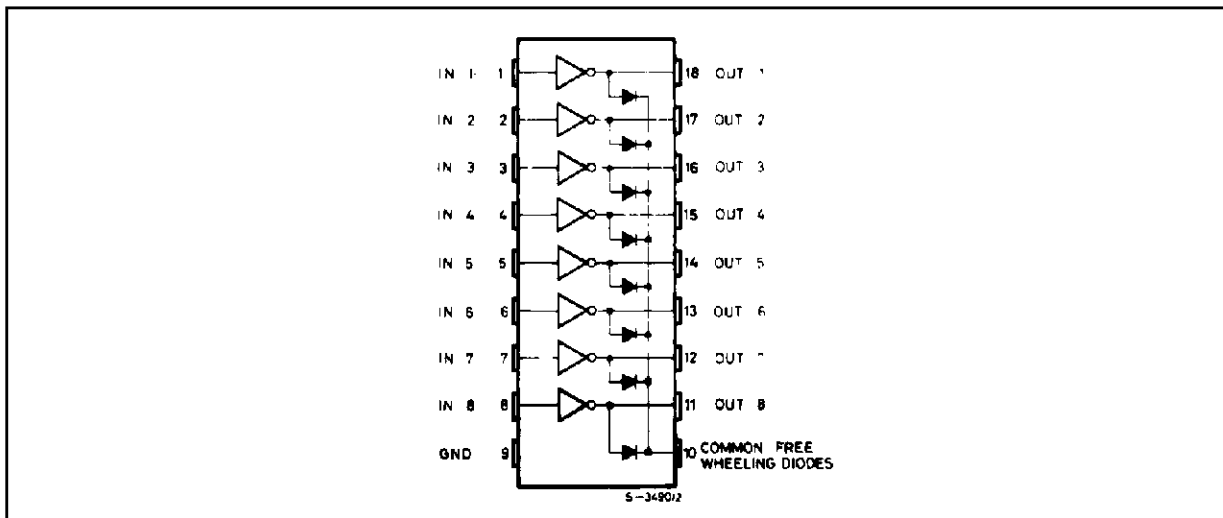 IN 1 1 18 OUT 1
IN 2 2 17 OUT 2
IN 3 3 16 OUT 3
IN 4 4 15 OUT 4
IN 5 5 14 OUT 5
IN 6 6 13 OUT 6
IN 7 7 12 OUT
IN 8 8 11 OUT 8
GND 9 10 COMMON FREE
WHEELING DIODES
S-3490/2